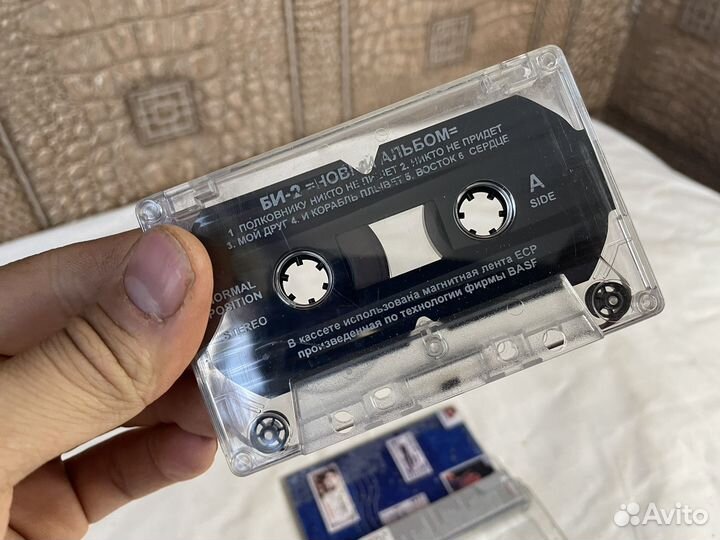 БИ-2 =НОВЫЙ АЛЬБОМ=
1 ПОЛКОВНИКУ НИКТО НЕ ПИШЕТ 2. НИКТО НЕ ПРИДЕТ
3. МОЙ ДРУГ 4. И КОРАБЛЬ ПЛЫВЕТ 5. ВОСТОК 6 СЕРДЦЕ
A
SIDE
NORMAL
POSITION
STEREO
В кассете использована магнитная лента ECP
произведенная по технологии фирмы BASF
Avito